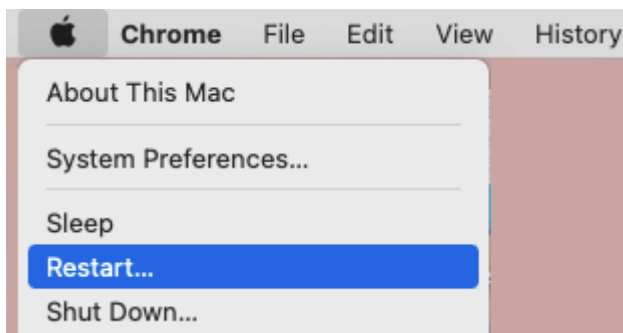 Chrome File Edit View History
About This Mac
System Preferences...
Sleep
Restart...
Shut Down...